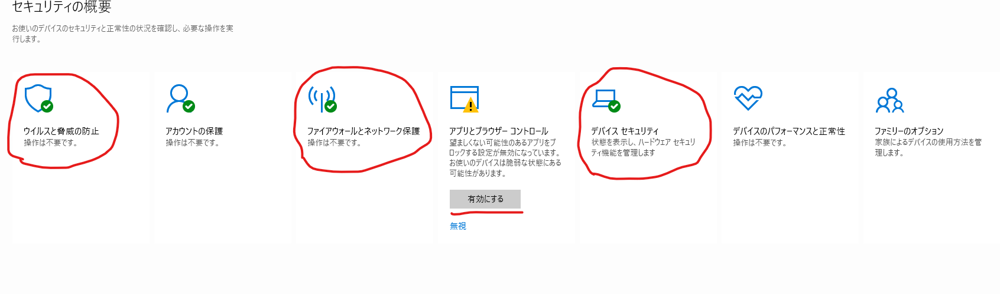 セキュリティの概要
お使いのデバイスのセキュリティと正常性の状況を確認し、必要な操作を実
行します。
ウイルスと脅威の防止
操作は不要です。
アカウントの保護
操作は不要です。
ファイアウォールとネットワーク保護
操作は不要です。
アプリとブラウザー コントロール
望ましくない可能性のあるアプリをブ
ロックする設定が無効になっています。
お使いのデバイスは脆弱な状態にある
可能性があります。
有効にする
無視
デバイス セキュリティ
状態を表示し、ハードウェア セキュリ
ティ機能を管理します
デバイスのパフォーマンスと正常性
操作は不要です。
ファミリーのオプション
家族によるデバイスの使用方法を管
理します。